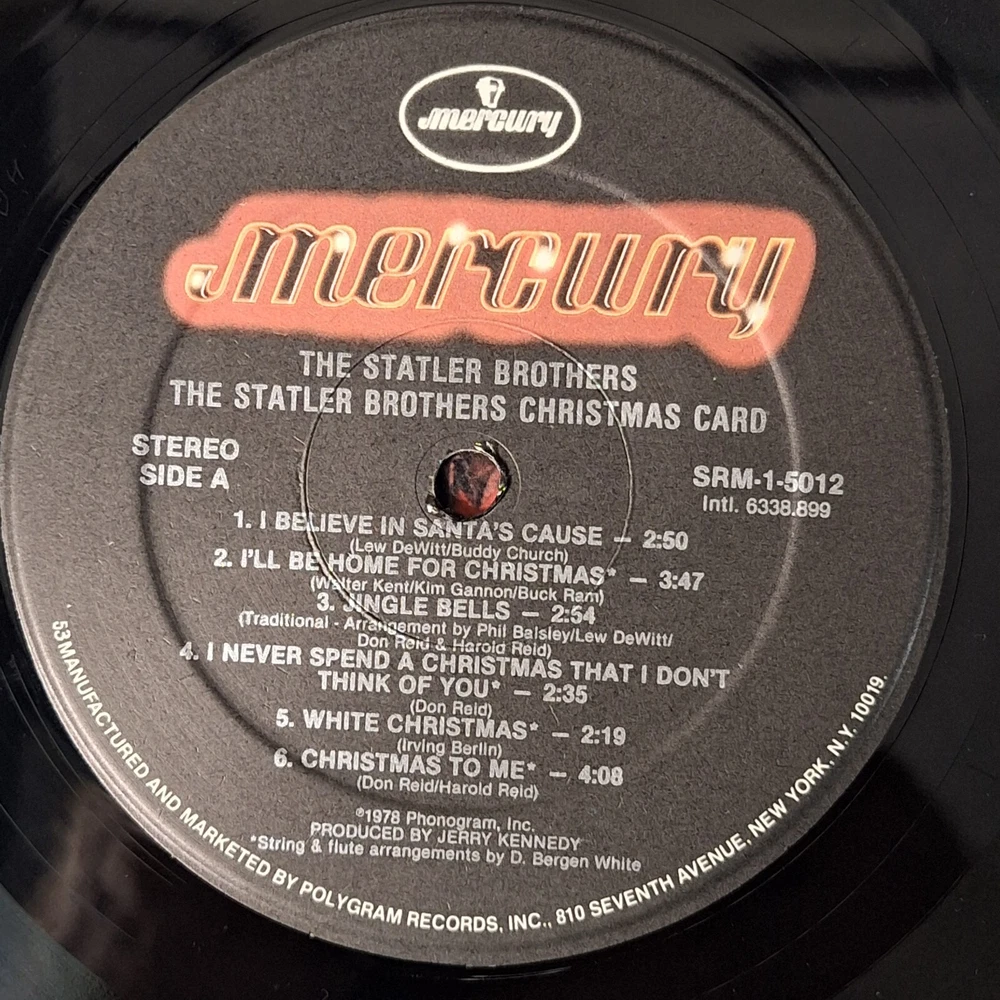 mercury
mercury
THE STATLER BROTHERS
THE STATLER BROTHERS CHRISTMAS CARD
STEREO
SIDE A
SRM-1-5012
Intl. 6338.899
1. I BELIEVE IN SANTA'S CAUSE — 2:50
(Lew DeWitt/Buddy Church)
2. I'LL BE HOME FOR CHRISTMAS* — 3:47
(Walter Kent/Kim Gannon/Buck Ram)
3. JINGLE BELLS — 2:54
(Traditional - Arrangement by Phil Balsley/Lew DeWitt/
Don Reid & Harold Reid)
4. I NEVER SPEND A CHRISTMAS THAT I DON'T
THINK OF YOU* — 2:35
(Don Reid)
5. WHITE CHRISTMAS* — 2:19
(Irving Berlin)
6. CHRISTMAS TO ME* — 4:08
(Don Reid/Harold Reid)
℗1978 Phonogram, Inc.
PRODUCED BY JERRY KENNEDY
*String & flute arrangements by D. Bergen White
53 MANUFACTURED AND MARKETED BY POLYGRAM RECORDS, INC., 810 SEVENTH AVENUE, NEW YORK, N.Y. 10019.